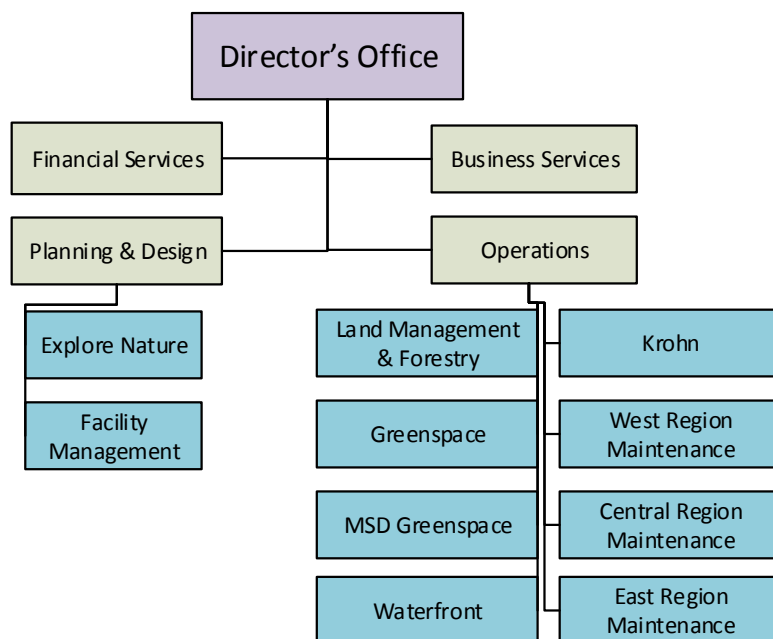 Director’s Office
Financial Services
Business Services
Planning & Design
Operations
Explore Nature
Facility
Management
Land Management
& Forestry
Krohn
Greenspace
West Region
Maintenance
MSD Greenspace
Central Region
Maintenance
Waterfront
East Region
Maintenance